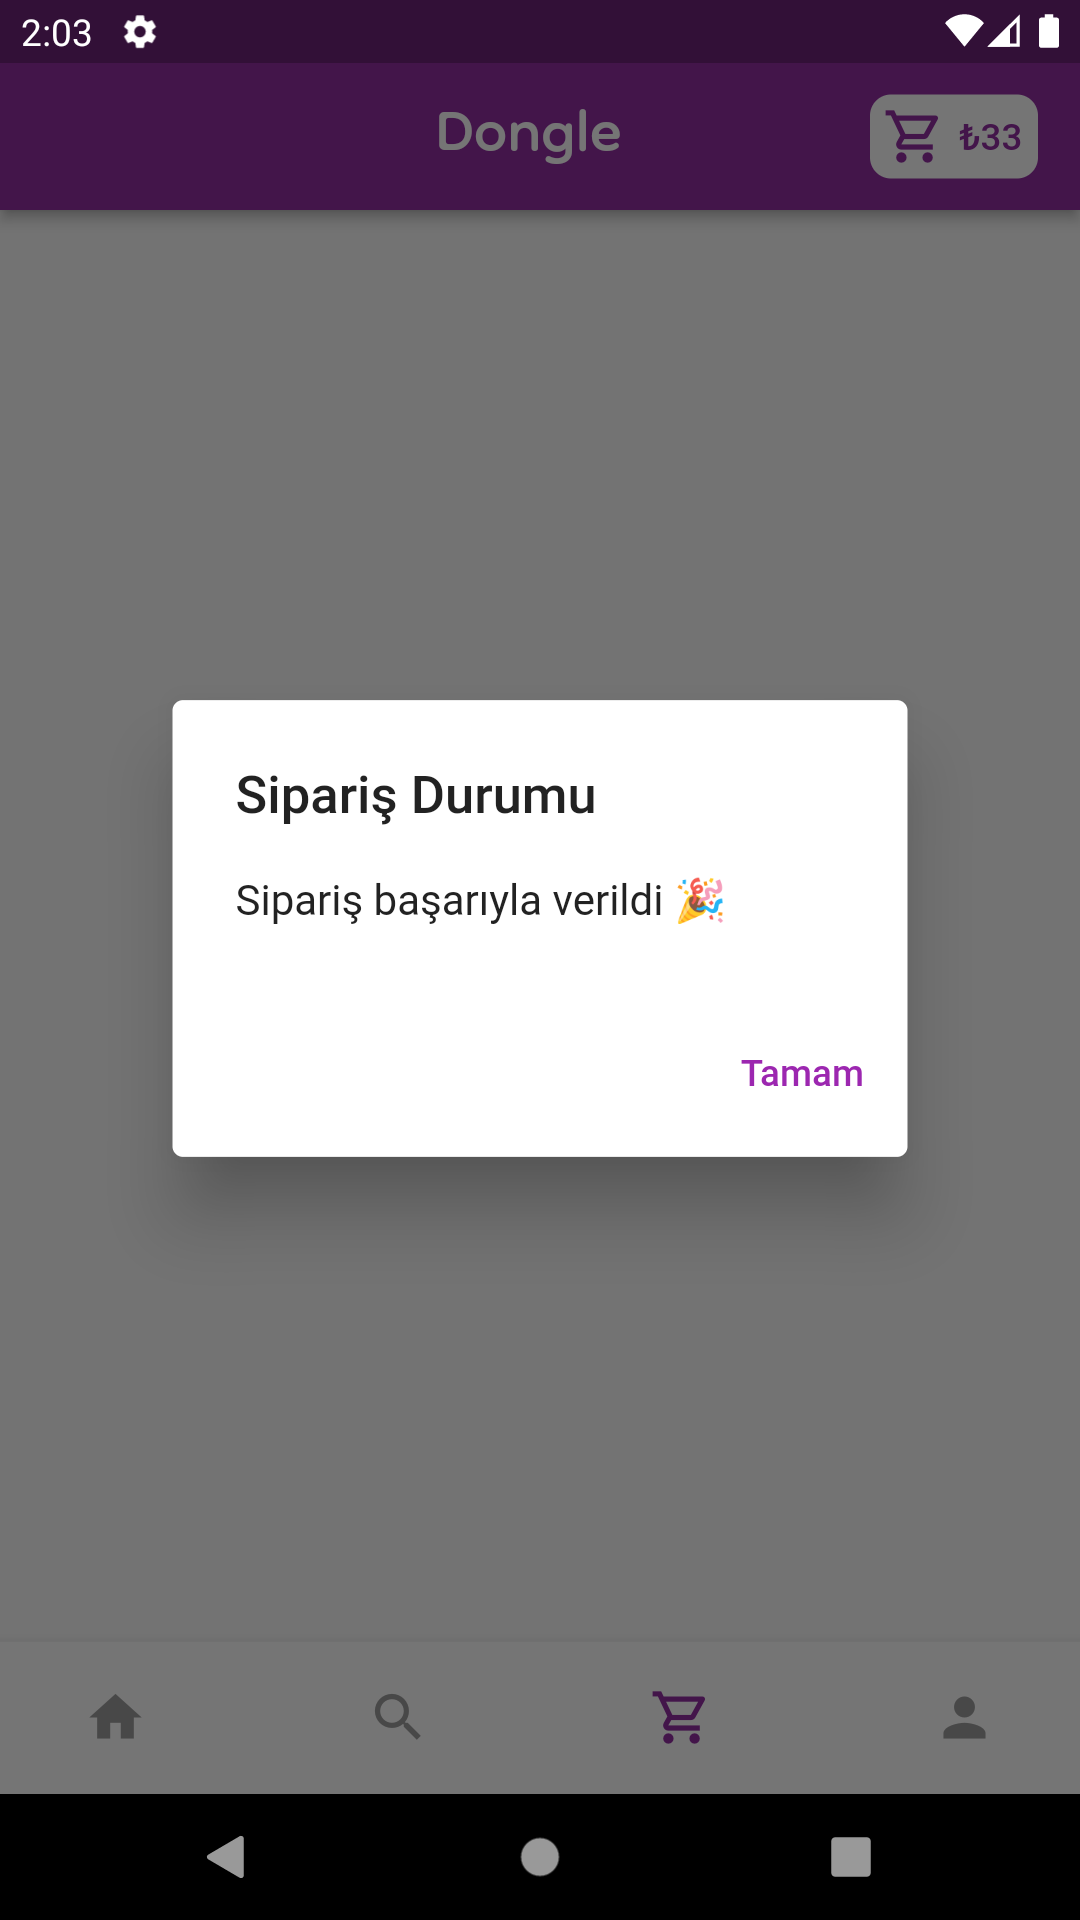 2:03
Dongle
₺33
Sipariş Durumu
Sipariş başarıyla verildi 🎉
Tamam